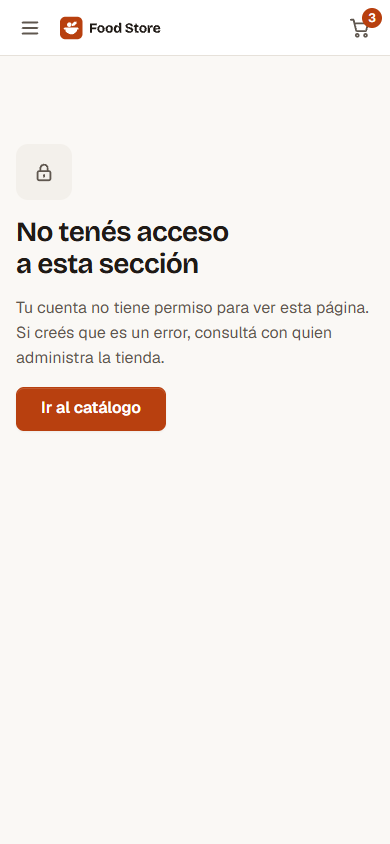 Food Store
3
No tenés acceso
a esta sección
Tu cuenta no tiene permiso para ver esta página.
Si creés que es un error, consultá con quien
administra la tienda.
Ir al catálogo